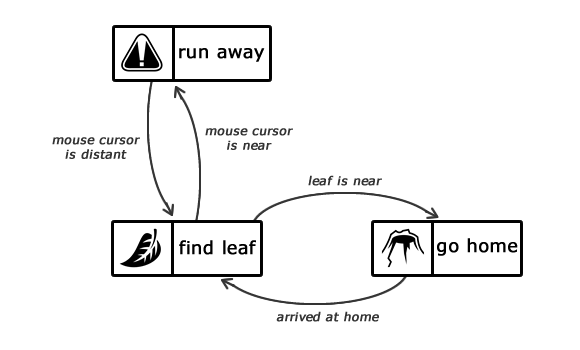 run away
mouse cursor
is distant
mouse cursor
is near
leaf is near
find leaf
go home
arrived at home